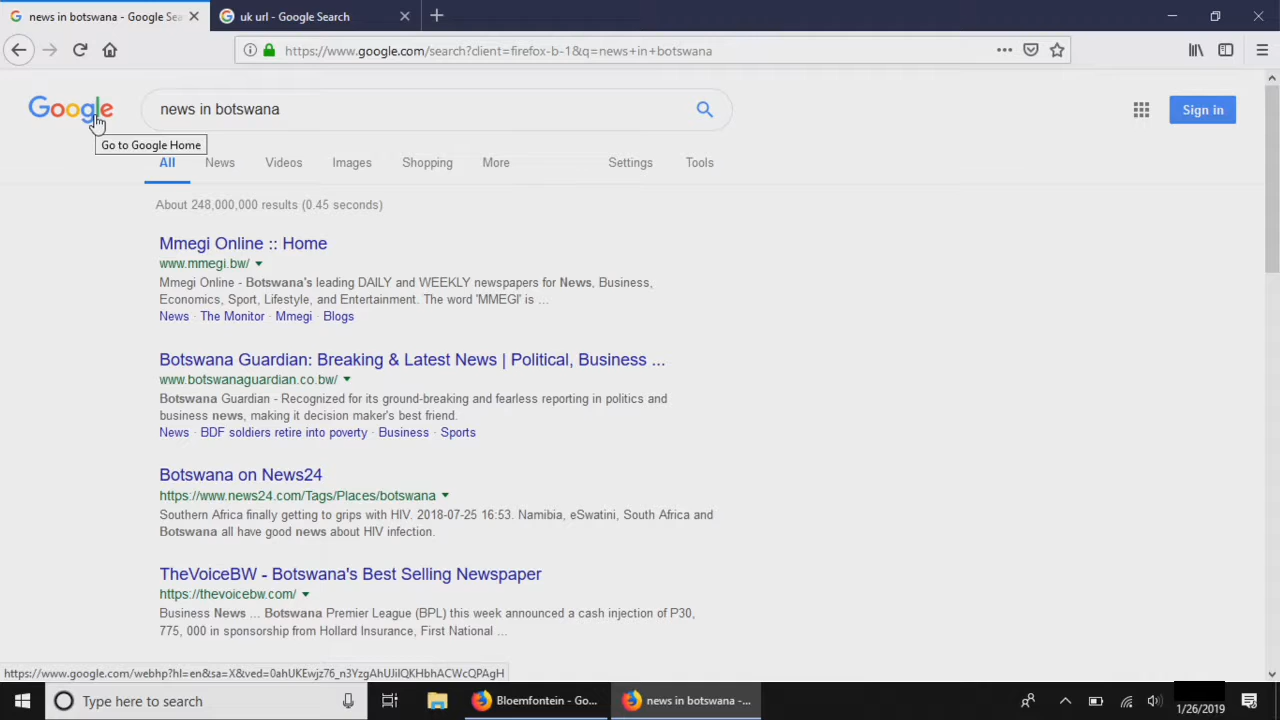 news in botswana - Google Sea
uk url - Google Search
https://www.google.com/search?client=firefox-b-1&q=news+in+botswana
Google
news in botswana
Sign in
Go to Google Home
All News Videos Images Shopping More Settings Tools
About 248,000,000 results (0.45 seconds)
Mmegi Online :: Home
www.mmegi.bw/
Mmegi Online - Botswana's leading DAILY and WEEKLY newspapers for News, Business,
Economics, Sport, Lifestyle, and Entertainment. The word 'MMEGI' is ...
News · The Monitor · Mmegi · Blogs
Botswana Guardian: Breaking & Latest News | Political, Business ...
www.botswanaguardian.co.bw/
Botswana Guardian - Recognized for its ground-breaking and fearless reporting in politics and
business news, making it decision maker's best friend.
News · BDF soldiers retire into poverty · Business · Sports
Botswana on News24
https://www.news24.com/Tags/Places/botswana
Southern Africa finally getting to grips with HIV. 2018-07-25 16:53. Namibia, eSwatini, South Africa and
Botswana all have good news about HIV infection.
TheVoiceBW - Botswana's Best Selling Newspaper
https://thevoicebw.com/
Business News ... Botswana Premier League (BPL) this week announced a cash injection of P30,
775, 000 in sponsorship from Hollard Insurance, First National ...
https://www.google.com/webhp?hl=en&sa=X&ved=0ahUKEwjz76_n3YzgAhUJilQKHbhACWcQPAgH
Type here to search
Bloemfontein - Go...
news in botswana -...
1/26/2019